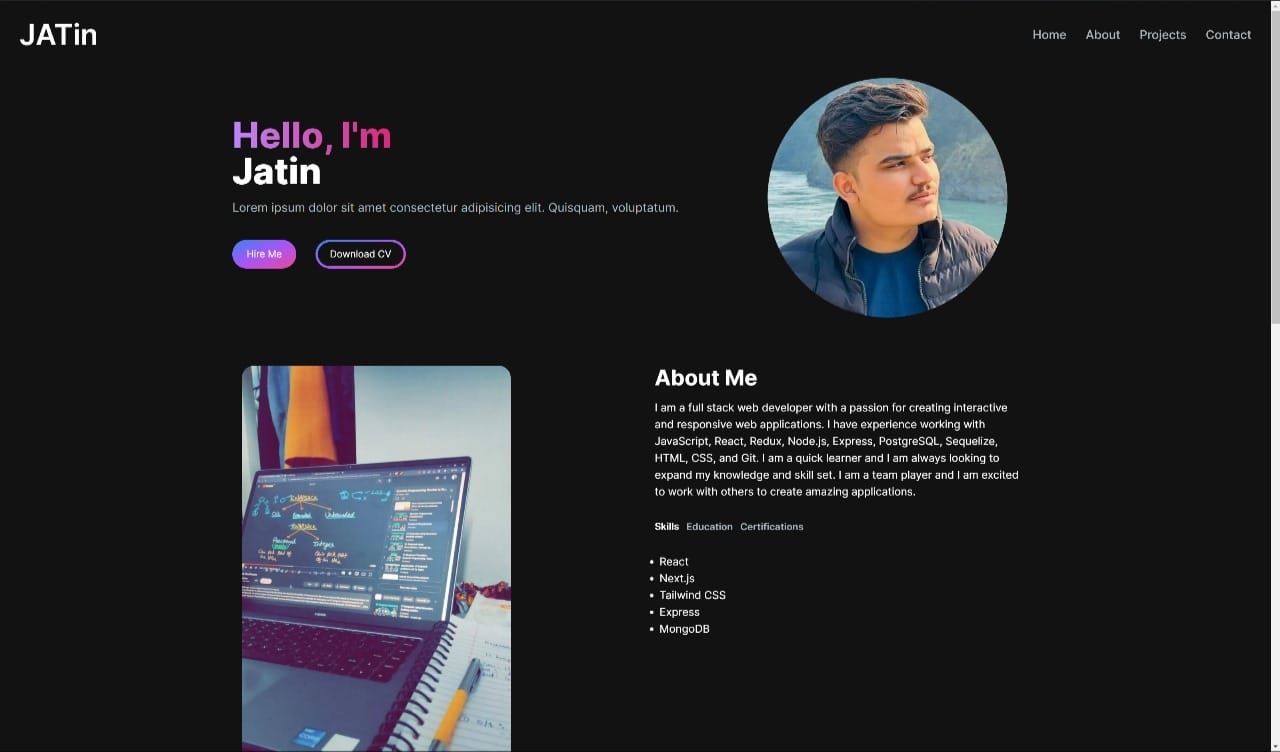 JATin
Home About Projects Contact
Hello, I'm
Jatin
Lorem ipsum dolor sit amet consectetur adipisicing elit. Quisquam, voluptatum.
Hire Me Download CV
About Me
I am a full stack web developer with a passion for creating interactive
and responsive web applications. I have experience working with
JavaScript, React, Redux, Node.js, Express, PostgreSQL, Sequelize,
HTML, CSS, and Git. I am a quick learner and I am always looking to
expand my knowledge and skill set. I am a team player and I am excited
to work with others to create amazing applications.
Skills Education Certifications
• React
• Next.js
• Tailwind CSS
• Express
• MongoDB